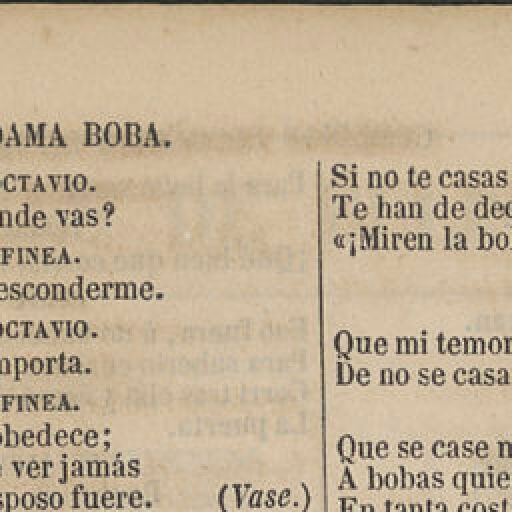 DAMA BOBA.
OCTAVIO.
nde vas?
FINEA.
esconderme.
OCTAVIO.
mporta.
FINEA.
obedece;
ver jamás
sposo fuere. (Vase.)
Si no te casas
Te han de dec
«¡Miren la bo
Que mi temor
De no se casa
Que se case m
A bobas quie
En tanta cost